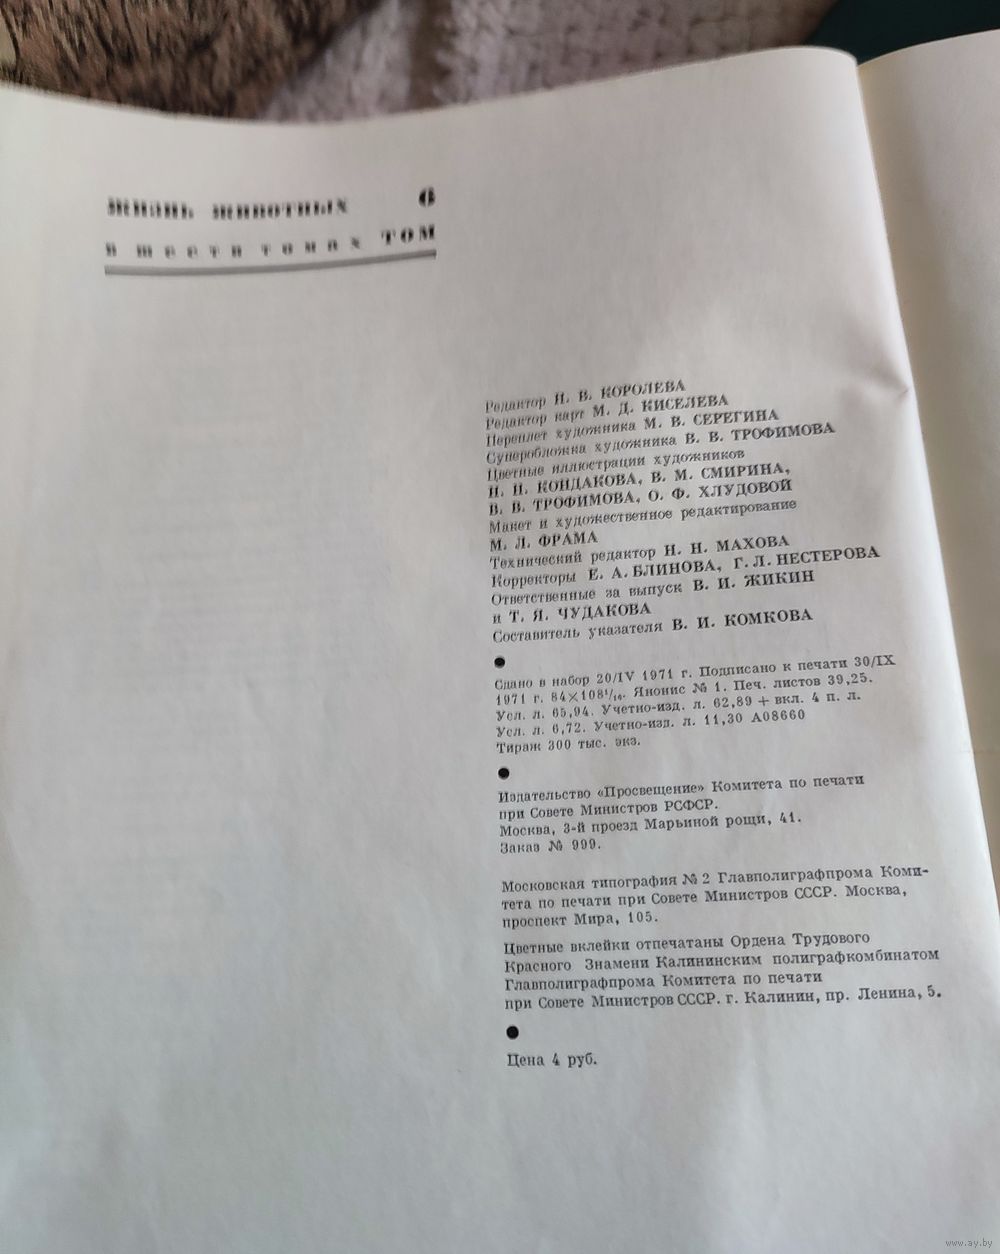 ЖИЗНЬ ЖИВОТНЫХ 6
в шести томах ТОМ
Редактор Н. В. КОРОЛЕВА
Редактор карт М. Д. КИСЕЛЕВА
Переплет художника М. В. СЕРЕГИНА
Суперобложка художника В. В. ТРОФИМОВА
Цветные иллюстрации художников
Н. Н. КОНДАКОВА, В. М. СМИРИНА,
В. В. ТРОФИМОВА, О. Ф. ХЛУДОВОЙ
Макет и художественное редактирование
М. Л. ФРАМА
Технический редактор Н. Н. МАХОВА
Корректоры Е. А. БЛИНОВА, Г. Л. НЕСТЕРОВА
Ответственные за выпуск В. И. ЖИКИН
и Т. Я. ЧУДАКОВА
Составитель указателя В. И. КОМКОВА
Сдано в набор 20/IV 1971 г. Подписано к печати 30/IX
1971 г. 84×108¹/₁₆. Янонис № 1. Печ. листов 39,25.
Усл. л. 65,94. Учетно-изд. л. 62,89 + вкл. 4 п. л.
Усл. л. 6,72. Учетно-изд. л. 11,30 А08660
Тираж 300 тыс. экз.
Издательство «Просвещение» Комитета по печати
при Совете Министров РСФСР.
Москва, 3-й проезд Марьиной рощи, 41.
Заказ № 999.
Московская типография № 2 Главполиграфпрома Коми-
тета по печати при Совете Министров СССР. Москва,
проспект Мира, 105.
Цветные вклейки отпечатаны Ордена Трудового
Красного Знамени Калининским полиграфкомбинатом
Главполиграфпрома Комитета по печати
при Совете Министров СССР. г. Калинин, пр. Ленина, 5.
Цена 4 руб.
www.ay.by